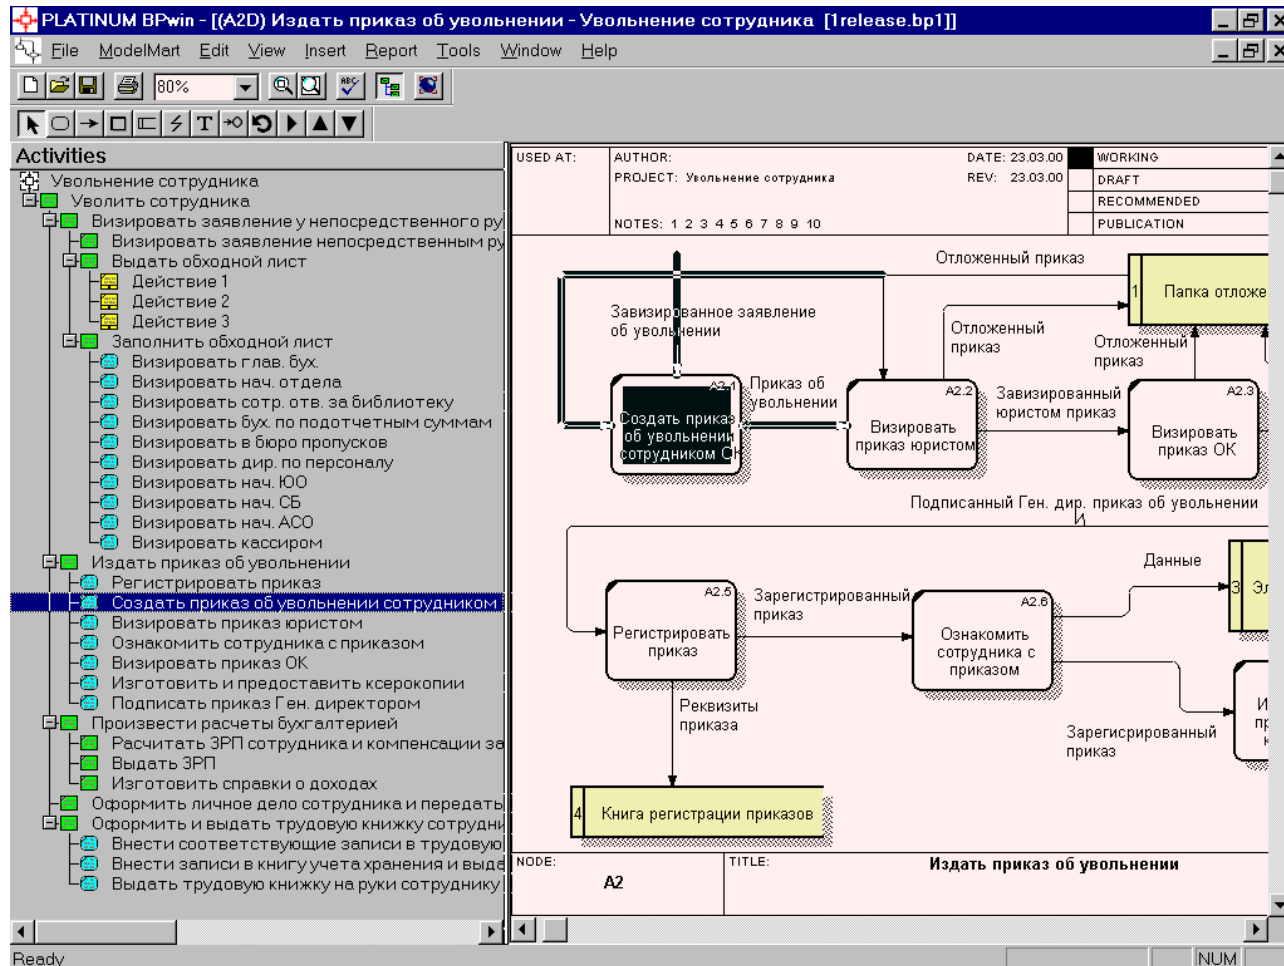 PLATINUM BPwin - [(A2D) Издать приказ об увольнении - Увольнение сотрудника [1release.bp1]]
File ModelMart Edit View Insert Report Tools Window Help
80%
ABC
T
Activities
Увольнение сотрудника
Уволить сотрудника
Визировать заявление у непосредственного ру
Визировать заявление непосредственным ру
Выдать обходной лист
Действие 1
Действие 2
Действие 3
Заполнить обходной лист
Визировать глав. бух.
Визировать нач. отдела
Визировать сотр. отв. за библиотеку
Визировать бух. по подотчетным суммам
Визировать в бюро пропусков
Визировать дир. по персоналу
Визировать нач. ЮО
Визировать нач. СБ
Визировать нач. АСО
Визировать кассиром
Издать приказ об увольнении
Регистрировать приказ
Создать приказ об увольнении сотрудником
Визировать приказ юристом
Ознакомить сотрудника с приказом
Визировать приказ ОК
Изготовить и предоставить ксерокопии
Подписать приказ Ген. директором
Произвести расчеты бухгалтерией
Расчитать ЗРП сотрудника и компенсации за
Выдать ЗРП
Изготовить справки о доходах
Оформить личное дело сотрудника и передать
Оформить и выдать трудовую книжку сотрудни
Внести соответствующие записи в трудовую
Внести записи в книгу учета хранения и выда
Выдать трудовую книжку на руки сотруднику
USED AT:
AUTHOR:
DATE: 23.03.00
PROJECT: Увольнение сотрудника
REV: 23.03.00
NOTES: 1 2 3 4 5 6 7 8 9 10
WORKING
DRAFT
RECOMMENDED
PUBLICATION
Отложенный приказ
1
Папка отложе
Завизированное заявление
об увольнении
Отложенный
приказ
Отложенный
приказ
A2.1
Создать приказ
об увольнении
сотрудником ОК
Приказ об
увольнении
A2.2
Визировать
приказ юристом
Завизированный
юристом приказ
A2.3
Визировать
приказ ОК
Подписанный Ген. дир. приказ об увольнении
A2.5
Регистрировать
приказ
Зарегистрированный
приказ
A2.6
Ознакомить
сотрудника с
приказом
Данные
3
Эл
Зарегисрированный
приказ
И
пр
к
Реквизиты
приказа
4
Книга регистрации приказов
NODE:
A2
TITLE:
Издать приказ об увольнении
Ready
NUM